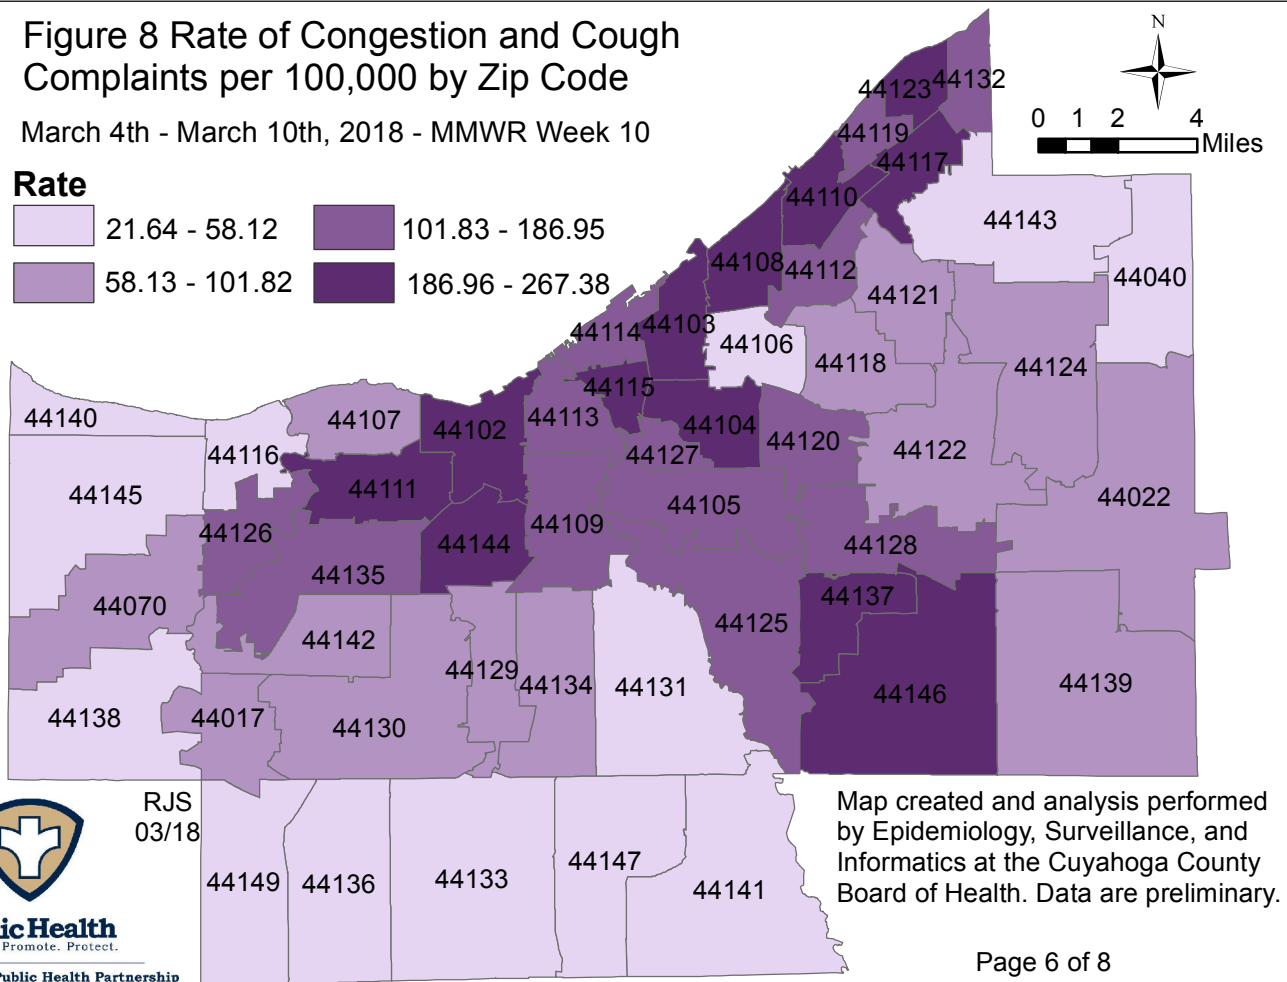 Figure 8 Rate of Congestion and Cough
Complaints per 100,000 by Zip Code
March 4th - March 10th, 2018 - MMWR Week 10
Rate
21.64 - 58.12
101.83 - 186.95
58.13 - 101.82
186.96 - 267.38
N
0 1 2 4
Miles
44123
44132
44119
44117
44110
44143
44108
44112
44040
44121
44114
44103
44106
44118
44124
44115
44140
44107
44102
44113
44104
44120
44116
44127
44122
44145
44111
44105
44022
44126
44144
44109
44128
44135
44137
44070
44142
44125
44129
44134
44131
44146
44139
44138
44017
44130
44149
44136
44133
44147
44141
RJS
03/18
ic Health
Promote. Protect.
Public Health Partnership
Map created and analysis performed
by Epidemiology, Surveillance, and
Informatics at the Cuyahoga County
Board of Health. Data are preliminary.
Page 6 of 8